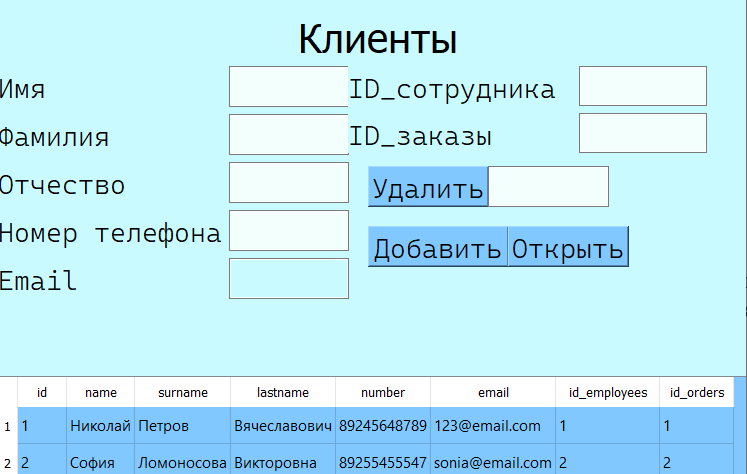 Клиенты
Имя ID_сотрудника
Фамилия ID_заказы
Отчество Удалить
Номер телефона Добавить Открыть
Email
id name surname lastname number email id_employees id_orders
1 1 Николай Петров Вячеславович 89245648789 123@email.com 1 1
2 2 София Ломоносова Викторовна 89255455547 sonia@email.com 2 2